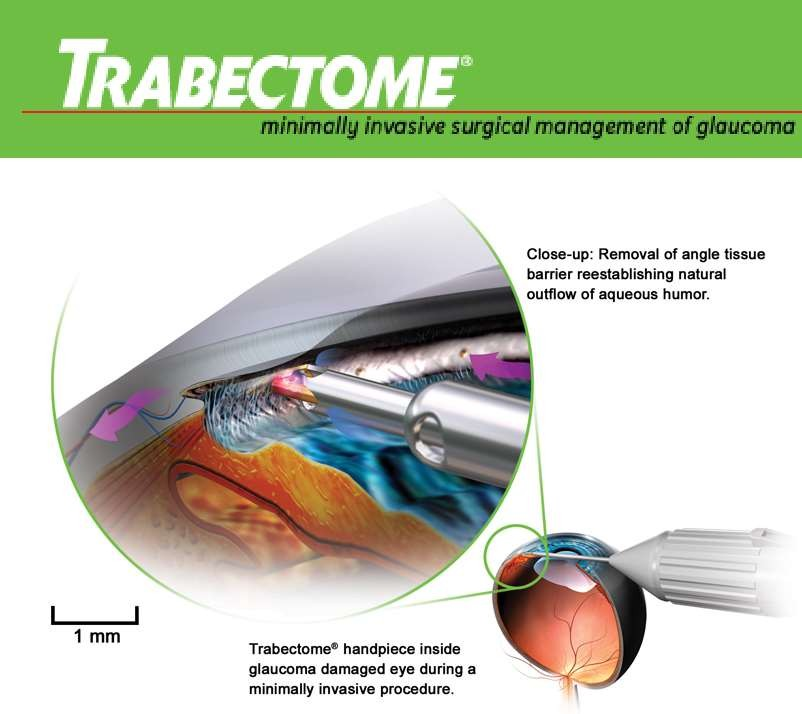 TRABECTOME®
minimally invasive surgical management of glaucoma
Close-up: Removal of angle tissue
barrier reestablishing natural
outflow of aqueous humor.
1 mm
Trabectome® handpiece inside
glaucoma damaged eye during a
minimally invasive procedure.